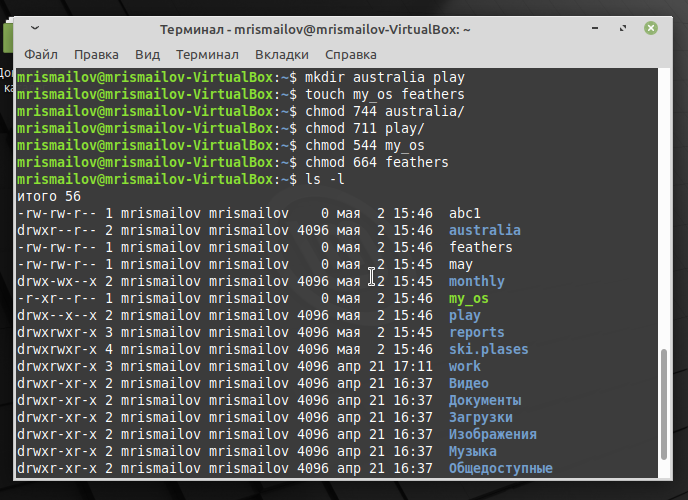 Терминал - mrismailov@mrismailov-VirtualBox: ~
Файл Правка Вид Терминал Вкладки Справка
mrismailov@mrismailov-VirtualBox:~$ mkdir australia play
mrismailov@mrismailov-VirtualBox:~$ touch my_os feathers
mrismailov@mrismailov-VirtualBox:~$ chmod 744 australia/
mrismailov@mrismailov-VirtualBox:~$ chmod 711 play/
mrismailov@mrismailov-VirtualBox:~$ chmod 544 my_os
mrismailov@mrismailov-VirtualBox:~$ chmod 664 feathers
mrismailov@mrismailov-VirtualBox:~$ ls -l
итого 56
-rw-rw-r-- 1 mrismailov mrismailov    0 мая  2 15:46  abc1
drwxr--r-- 2 mrismailov mrismailov 4096 мая  2 15:46  australia
-rw-rw-r-- 1 mrismailov mrismailov    0 мая  2 15:46  feathers
-rw-rw-r-- 1 mrismailov mrismailov    0 мая  2 15:45  may
drwx-wx--x 2 mrismailov mrismailov 4096 мая  2 15:45  monthly
-r-xr--r-- 1 mrismailov mrismailov    0 мая  2 15:46  my_os
drwx--x--x 2 mrismailov mrismailov 4096 мая  2 15:46  play
drwxrwxr-x 3 mrismailov mrismailov 4096 мая  2 15:45  reports
drwxrwxr-x 4 mrismailov mrismailov 4096 мая  2 15:46  ski.plases
drwxrwxr-x 3 mrismailov mrismailov 4096 апр 21 17:11  work
drwxr-xr-x 2 mrismailov mrismailov 4096 апр 21 16:37  Видео
drwxr-xr-x 2 mrismailov mrismailov 4096 апр 21 16:37  Документы
drwxr-xr-x 2 mrismailov mrismailov 4096 апр 21 16:37  Загрузки
drwxr-xr-x 2 mrismailov mrismailov 4096 апр 21 16:37  Изображения
drwxr-xr-x 2 mrismailov mrismailov 4096 апр 21 16:37  Музыка
drwxr-xr-x 2 mrismailov mrismailov 4096 апр 21 16:37  Общедоступные